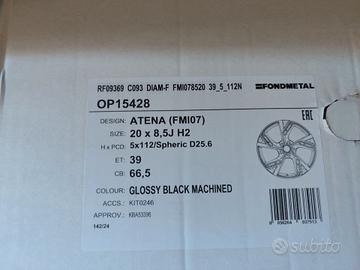 RF09369 C093 DIAM-F FMI078520 39_5_112N
FONDMETAL
OP15428
DESIGN: ATENA (FMI07)
SIZE: 20 x 8,5J H2
H x PCD: 5x112/Spheric D25.6
ET: 39
CB: 66,5
COLOUR: GLOSSY BLACK MACHINED
ACCS.: KIT0246
APPROV.: KBA53396
142/24
EAC
subito